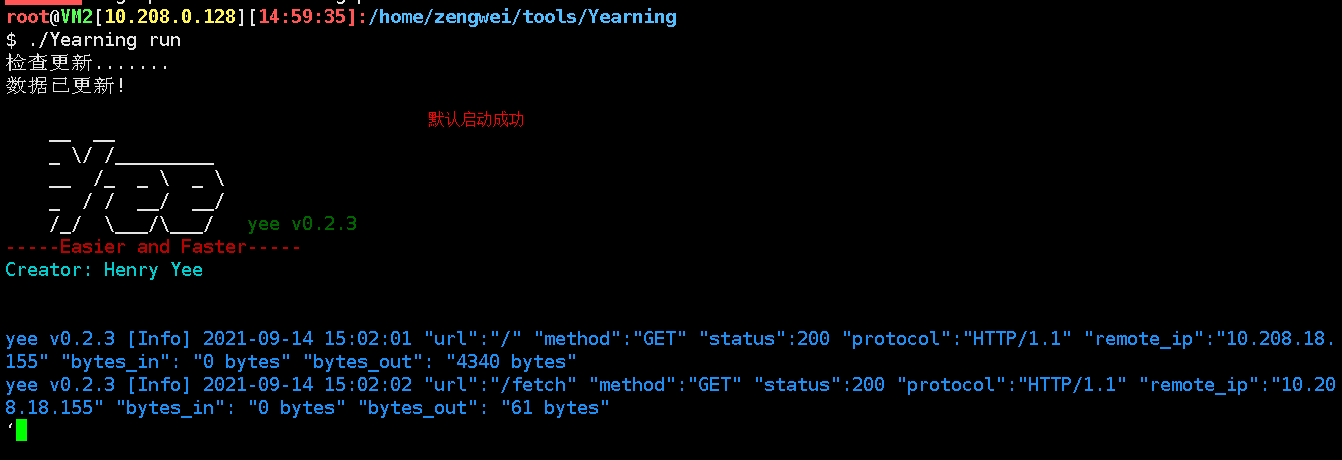 root@VM2[10.208.0.128][14:59:35]:/home/zengwei/tools/Yearning
$ ./Yearning run
检查更新.......
数据已更新!
默认启动成功
Yee
yee v0.2.3
-----Easier and Faster-----
Creator: Henry Yee
yee v0.2.3 [Info] 2021-09-14 15:02:01 "url":"/" "method":"GET" "status":200 "protocol":"HTTP/1.1" "remote_ip":"10.208.18.
155" "bytes_in": "0 bytes" "bytes_out": "4340 bytes"
yee v0.2.3 [Info] 2021-09-14 15:02:02 "url":"/fetch" "method":"GET" "status":200 "protocol":"HTTP/1.1" "remote_ip":"10.20
8.18.155" "bytes_in": "0 bytes" "bytes_out": "61 bytes"
‘